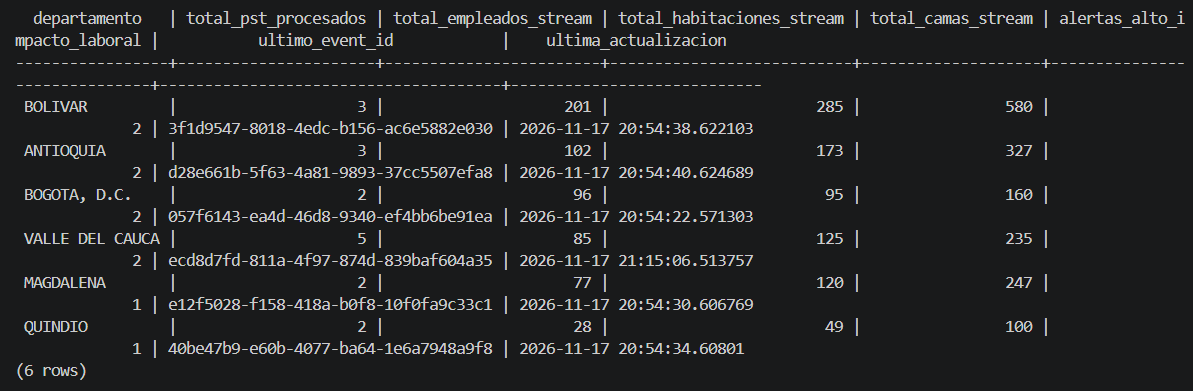 departamento | total_pst_procesados | total_empleados_stream | total_habitaciones_stream | total_camas_stream | alertas_alto_i
mpacto_laboral | ultimo_event_id | ultima_actualizacion
-----------------+----------------------+------------------------+---------------------------+--------------------+---------------
---------------+--------------------------------------+----------------------------
BOLIVAR | 3 | 201 | 285 | 580 |
2 | 3f1d9547-8018-4edc-b156-ac6e5882e030 | 2026-11-17 20:54:38.622103
ANTIOQUIA | 3 | 102 | 173 | 327 |
2 | d28e661b-5f63-4a81-9893-37cc5507efa8 | 2026-11-17 20:54:40.624689
BOGOTA, D.C. | 2 | 96 | 95 | 160 |
2 | 057f6143-ea4d-46d8-9340-ef4bb6be91ea | 2026-11-17 20:54:22.571303
VALLE DEL CAUCA | 5 | 85 | 125 | 235 |
2 | ecd8d7fd-811a-4f97-874d-839baf604a35 | 2026-11-17 21:15:06.513757
MAGDALENA | 2 | 77 | 120 | 247 |
1 | e12f5028-f158-418a-b0f8-10f0fa9c33c1 | 2026-11-17 20:54:30.606769
QUINDIO | 2 | 28 | 49 | 100 |
1 | 40be47b9-e60b-4077-ba64-1e6a7948a9f8 | 2026-11-17 20:54:34.60801
(6 rows)